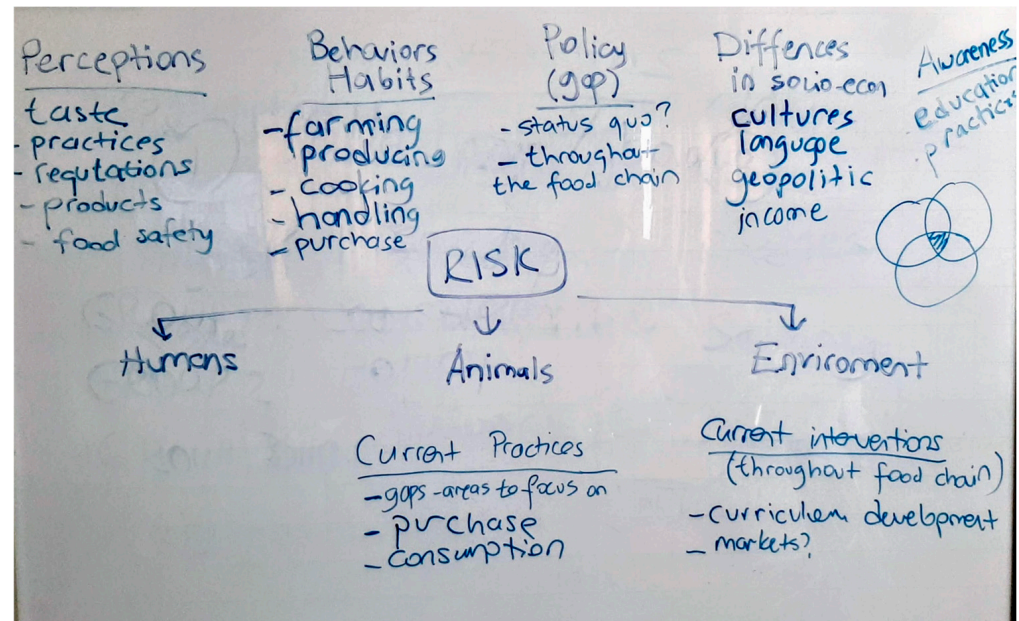 Perceptions
taste
- practices
- reputations
- products
- food safety
Behaviors
Habits
- farming
producing
- cooking
- handling
- purchase
Policy
(gap)
- status quo?
- throughout
the food chain
Diffences
in socio-econ
cultures
language
geopolitic
income
Awareness
education
. practices
RISK
Humans
Animals
Enviroment
Current Practices
- gaps - areas to focus on
- purchase
- consumption
Current interventions
(throughout food chain)
- curriculum development
- markets?